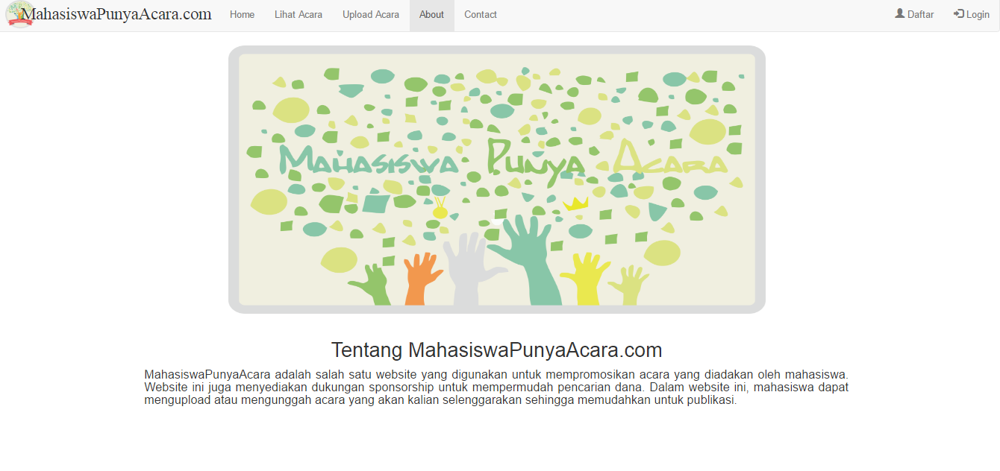 MahasiswaPunyaAcara.com Home Lihat Acara Upload Acara About Contact Daftar Login
Mahasiswa Punya Acara
Tentang MahasiswaPunyaAcara.com
MahasiswaPunyaAcara adalah salah satu website yang digunakan untuk mempromosikan acara yang diadakan oleh mahasiswa.
Website ini juga menyediakan dukungan sponsorship untuk mempermudah pencarian dana. Dalam website ini, mahasiswa dapat
mengupload atau mengunggah acara yang akan kalian selenggarakan sehingga memudahkan untuk publikasi.